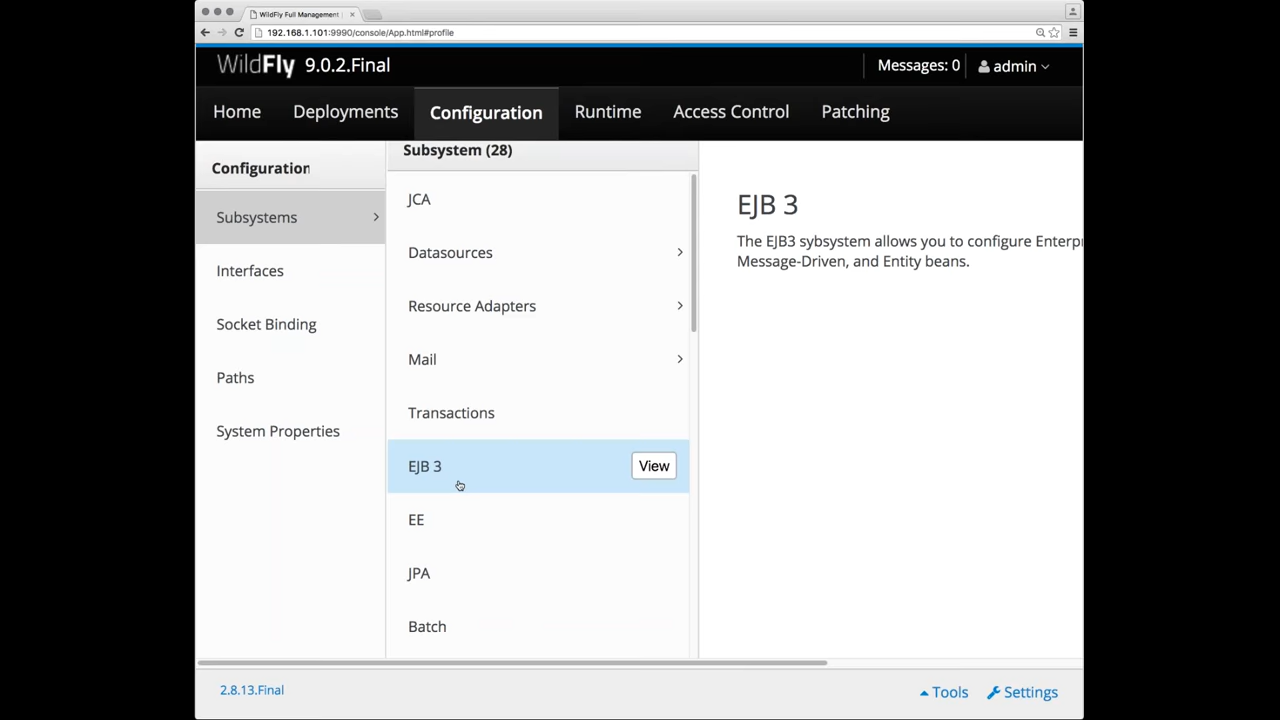 WildFly Full Management
192.168.1.101:9990/console/App.html#profile
WildFly 9.0.2.Final
Messages: 0
admin
Home
Deployments
Configuration
Runtime
Access Control
Patching
Configuration
Subsystems
Interfaces
Socket Binding
Paths
System Properties
Subsystem (28)
JCA
Datasources
Resource Adapters
Mail
Transactions
EJB 3
View
EE
JPA
Batch
EJB 3
The EJB3 sybsystem allows you to configure Enterpr
Message-Driven, and Entity beans.
2.8.13.Final
Tools
Settings